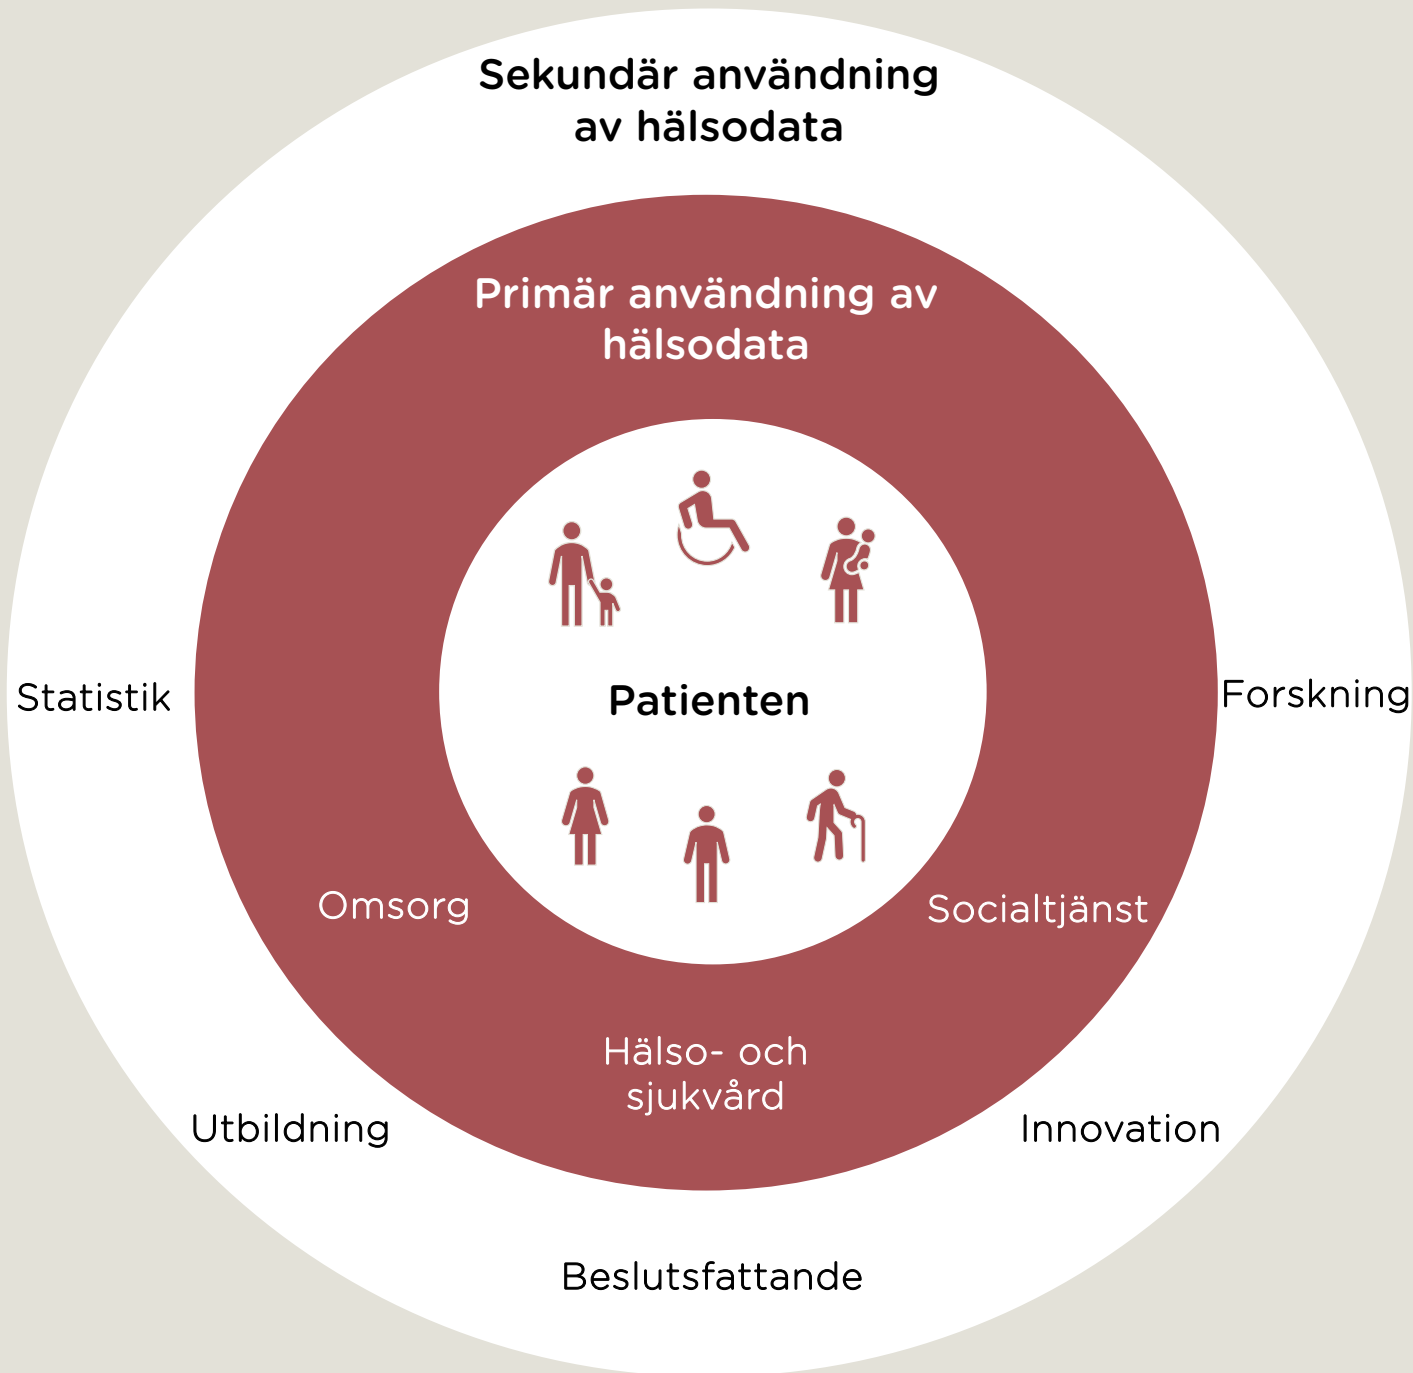 Sekundär användning
av hälsodata
Primär användning av
hälsodata
Patienten
Statistik
Forskning
Omsorg
Socialtjänst
Hälso- och
sjukvård
Utbildning
Innovation
Beslutsfattande